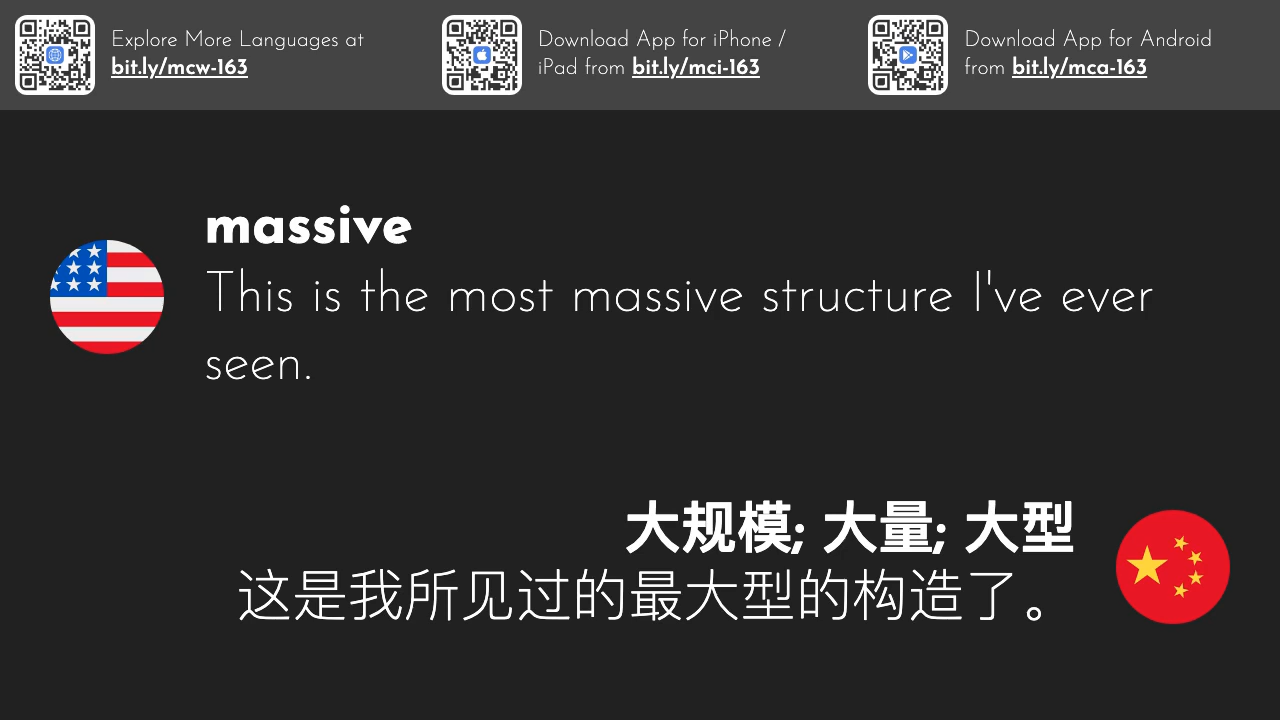 Explore More Languages at
bit.ly/mcw-163
Download App for iPhone /
iPad from bit.ly/mci-163
Download App for Android
from bit.ly/mca-163
massive
This is the most massive structure I've ever
seen.
大规模; 大量; 大型
这是我所见过的最大型的构造了。